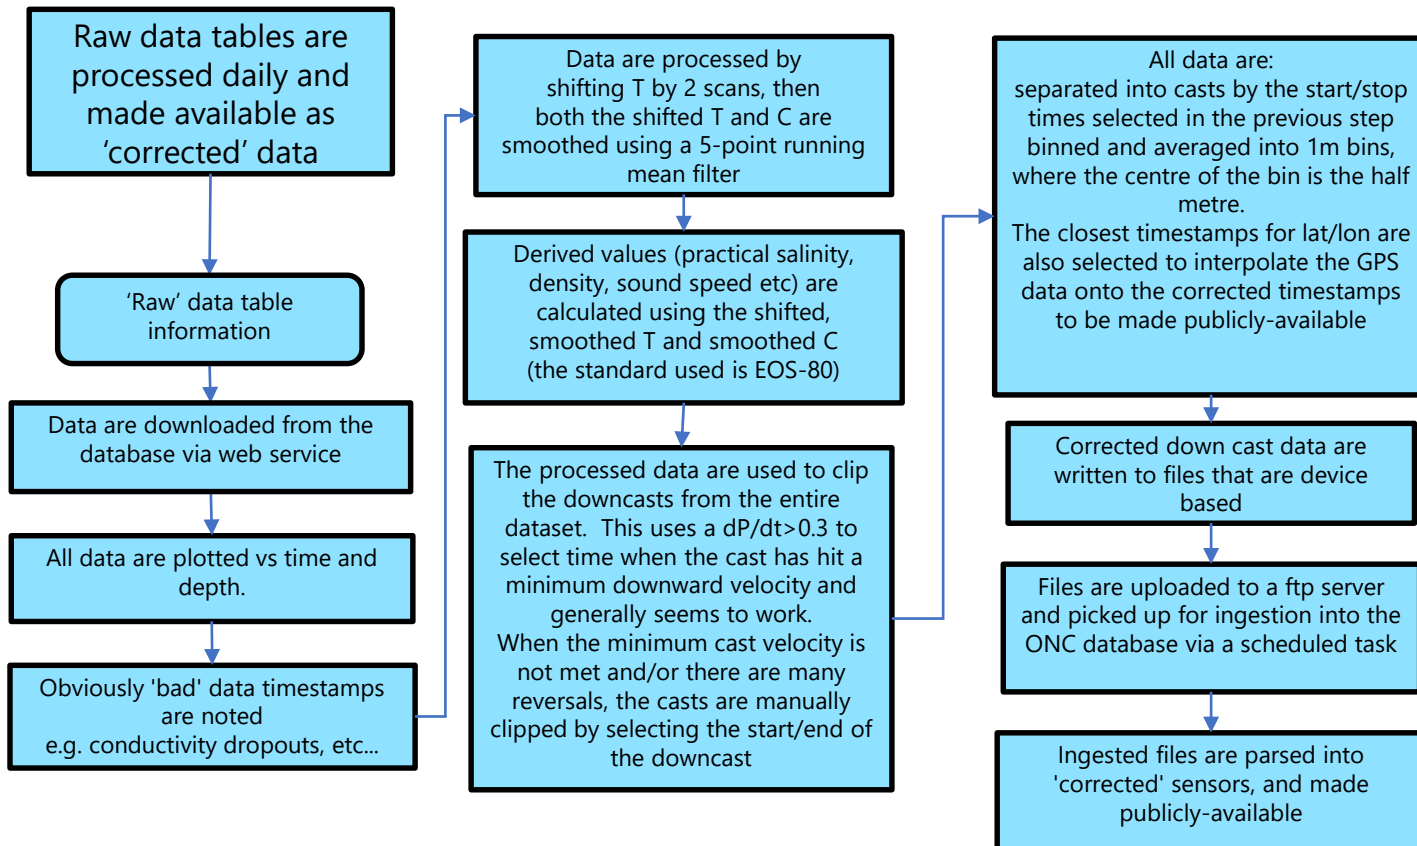 Raw data tables are
processed daily and
made available as
‘corrected’ data
‘Raw’ data table
information
Data are downloaded from the
database via web service
All data are plotted vs time and
depth.
Obviously 'bad' data timestamps
are noted
e.g. conductivity dropouts, etc...
Data are processed by
shifting T by 2 scans, then
both the shifted T and C are
smoothed using a 5-point running
mean filter
Derived values (practical salinity,
density, sound speed etc) are
calculated using the shifted,
smoothed T and smoothed C
(the standard used is EOS-80)
The processed data are used to clip
the downcasts from the entire
dataset.  This uses a dP/dt>0.3 to
select time when the cast has hit a
minimum downward velocity and
generally seems to work.
When the minimum cast velocity is
not met and/or there are many
reversals, the casts are manually
clipped by selecting the start/end of
the downcast
All data are:
separated into casts by the start/stop
times selected in the previous step
binned and averaged into 1m bins,
where the centre of the bin is the half
metre.
The closest timestamps for lat/lon are
also selected to interpolate the GPS
data onto the corrected timestamps
to be made publicly-available
Corrected down cast data are
written to files that are device
based
Files are uploaded to a ftp server
and picked up for ingestion into the
ONC database via a scheduled task
Ingested files are parsed into
'corrected' sensors, and made
publicly-available